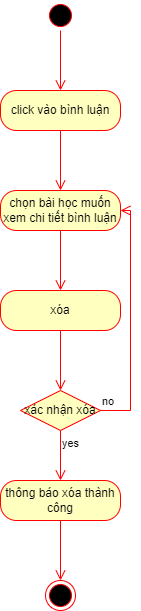 click vào bình luận
chọn bài học muốn
xem chi tiết bình luận
xóa
xác nhận xóa
no
yes
thông báo xóa thành
công